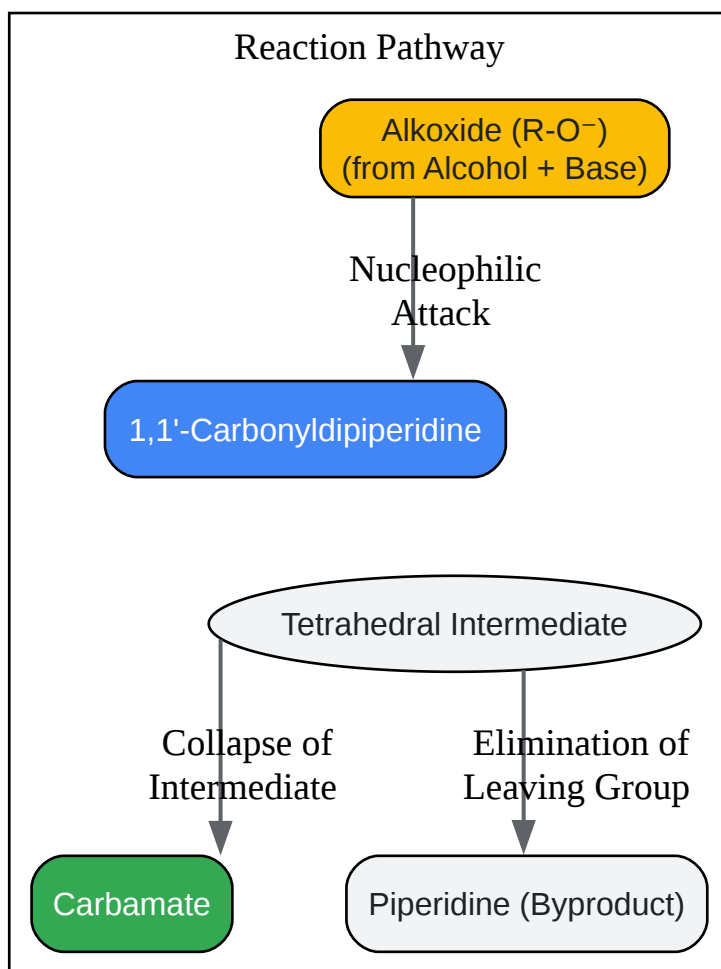 Reaction Pathway
Alkoxide (R-O⁻)
(from Alcohol + Base)
Nucleophilic
Attack
1,1'-Carbonyldipiperidine
Tetrahedral Intermediate
Collapse of
Intermediate
Elimination of
Leaving Group
Carbamate
Piperidine (Byproduct)